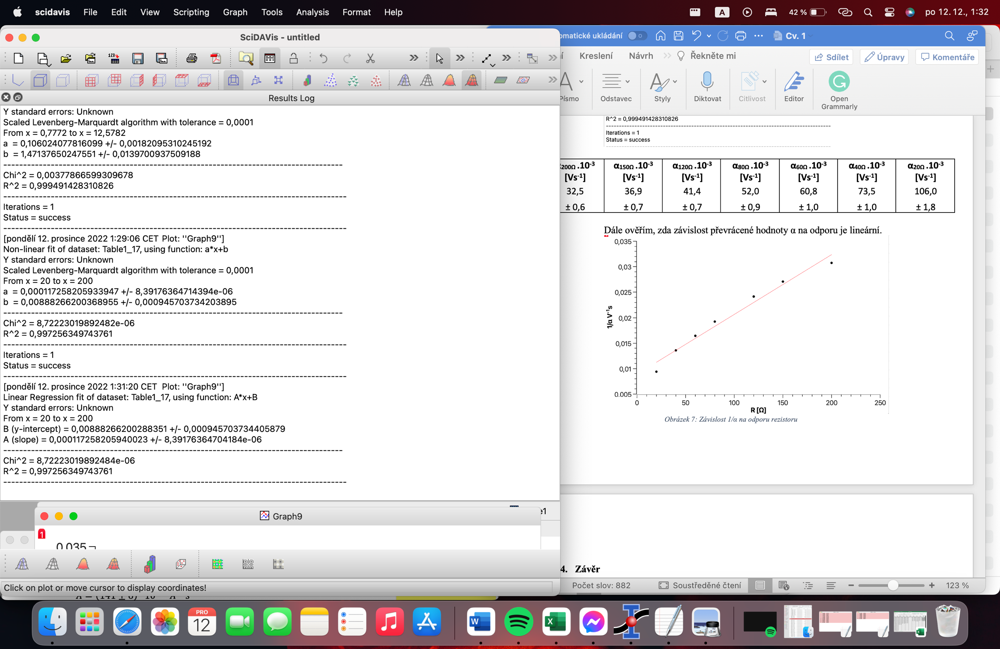 scidavis File Edit View Scripting Graph Tools Analysis Format Help A 42 % po 12. 12., 1:32
SciDAVis - untitled
Results Log
Y standard errors: Unknown
Scaled Levenberg-Marquardt algorithm with tolerance = 0,0001
From x = 0,7772 to x = 12,5782
a = 0,106024077816099 +/- 0,00182095310245192
b = 1,47137650247551 +/- 0,0139700937509188
Chi^2 = 0,00377866599309678
R^2 = 0,999491428310826
Iterations = 1
Status = success
[pondělí 12. prosince 2022 1:29:06 CET Plot: ''Graph9'']
Non-linear fit of dataset: Table1_17, using function: a*x+b
Y standard errors: Unknown
Scaled Levenberg-Marquardt algorithm with tolerance = 0,0001
From x = 20 to x = 200
a = 0,000117258205933947 +/- 8,39176364714394e-06
b = 0,00888266200368955 +/- 0,000945703734203895
Chi^2 = 8,72223019892482e-06
R^2 = 0,997256349743761
Iterations = 1
Status = success
[pondělí 12. prosince 2022 1:31:20 CET Plot: ''Graph9'']
Linear Regression fit of dataset: Table1_17, using function: A*x+B
Y standard errors: Unknown
From x = 20 to x = 200
B (y-intercept) = 0,00888266200288351 +/- 0,000945703734405879
A (slope) = 0,000117258205940023 +/- 8,39176364704184e-06
Chi^2 = 8,72223019892484e-06
R^2 = 0,997256349743761
Graph9
1
0,035
Click on plot or move cursor to display coordinates!
omatické ukládání Cv. 1
Kreslení Návrh Řekněte mi Sdílet Úpravy Komentáře
Písmo Odstavec Styly Diktovat Citlivost Editor Open Grammarly
R^2 = 0,999491428310826
Iterations = 1
Status = success
200Ω .10-3 α150Ω .10-3 α120Ω .10-3 α80Ω .10-3 α60Ω .10-3 α40Ω .10-3 α20Ω .10-3
[Vs-1] [Vs-1] [Vs-1] [Vs-1] [Vs-1] [Vs-1] [Vs-1]
32,5 36,9 41,4 52,0 60,8 73,5 106,0
± 0,6 ± 0,7 ± 0,7 ± 0,9 ± 1,0 ± 1,0 ± 1,8
Dále ověřím, zda závislost převrácené hodnoty α na odporu je lineární.
0,035
0,03
0,025
0,02
0,015
0,01
0.005
1/α V-1s
0 50 100 150 200 250
R [Ω]
Obrázek 7: Závislost 1/α na odporu rezistoru
4. Závěr
Počet slov: 882 Soustředěné čtení 123 %
PRO
12